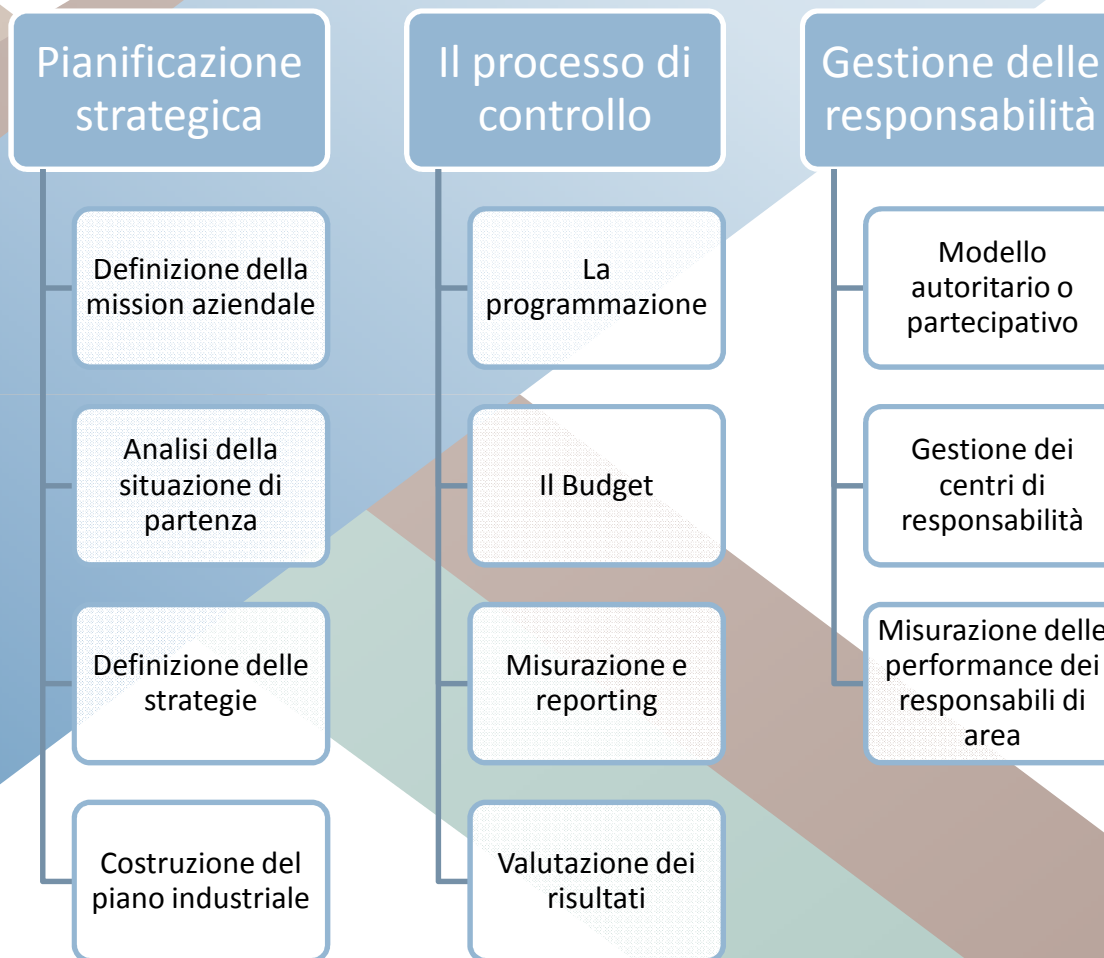 Pianificazione
strategica
Definizione della
mission aziendale
Analisi della
situazione di
partenza
Definizione delle
strategie
Costruzione del
piano industriale
Il processo di
controllo
La
programmazione
Il Budget
Misurazione e
reporting
Valutazione dei
risultati
Gestione delle
responsabilità
Modello
autoritario o
partecipativo
Gestione dei
centri di
responsabilità
Misurazione delle
performance dei
responsabili di
area